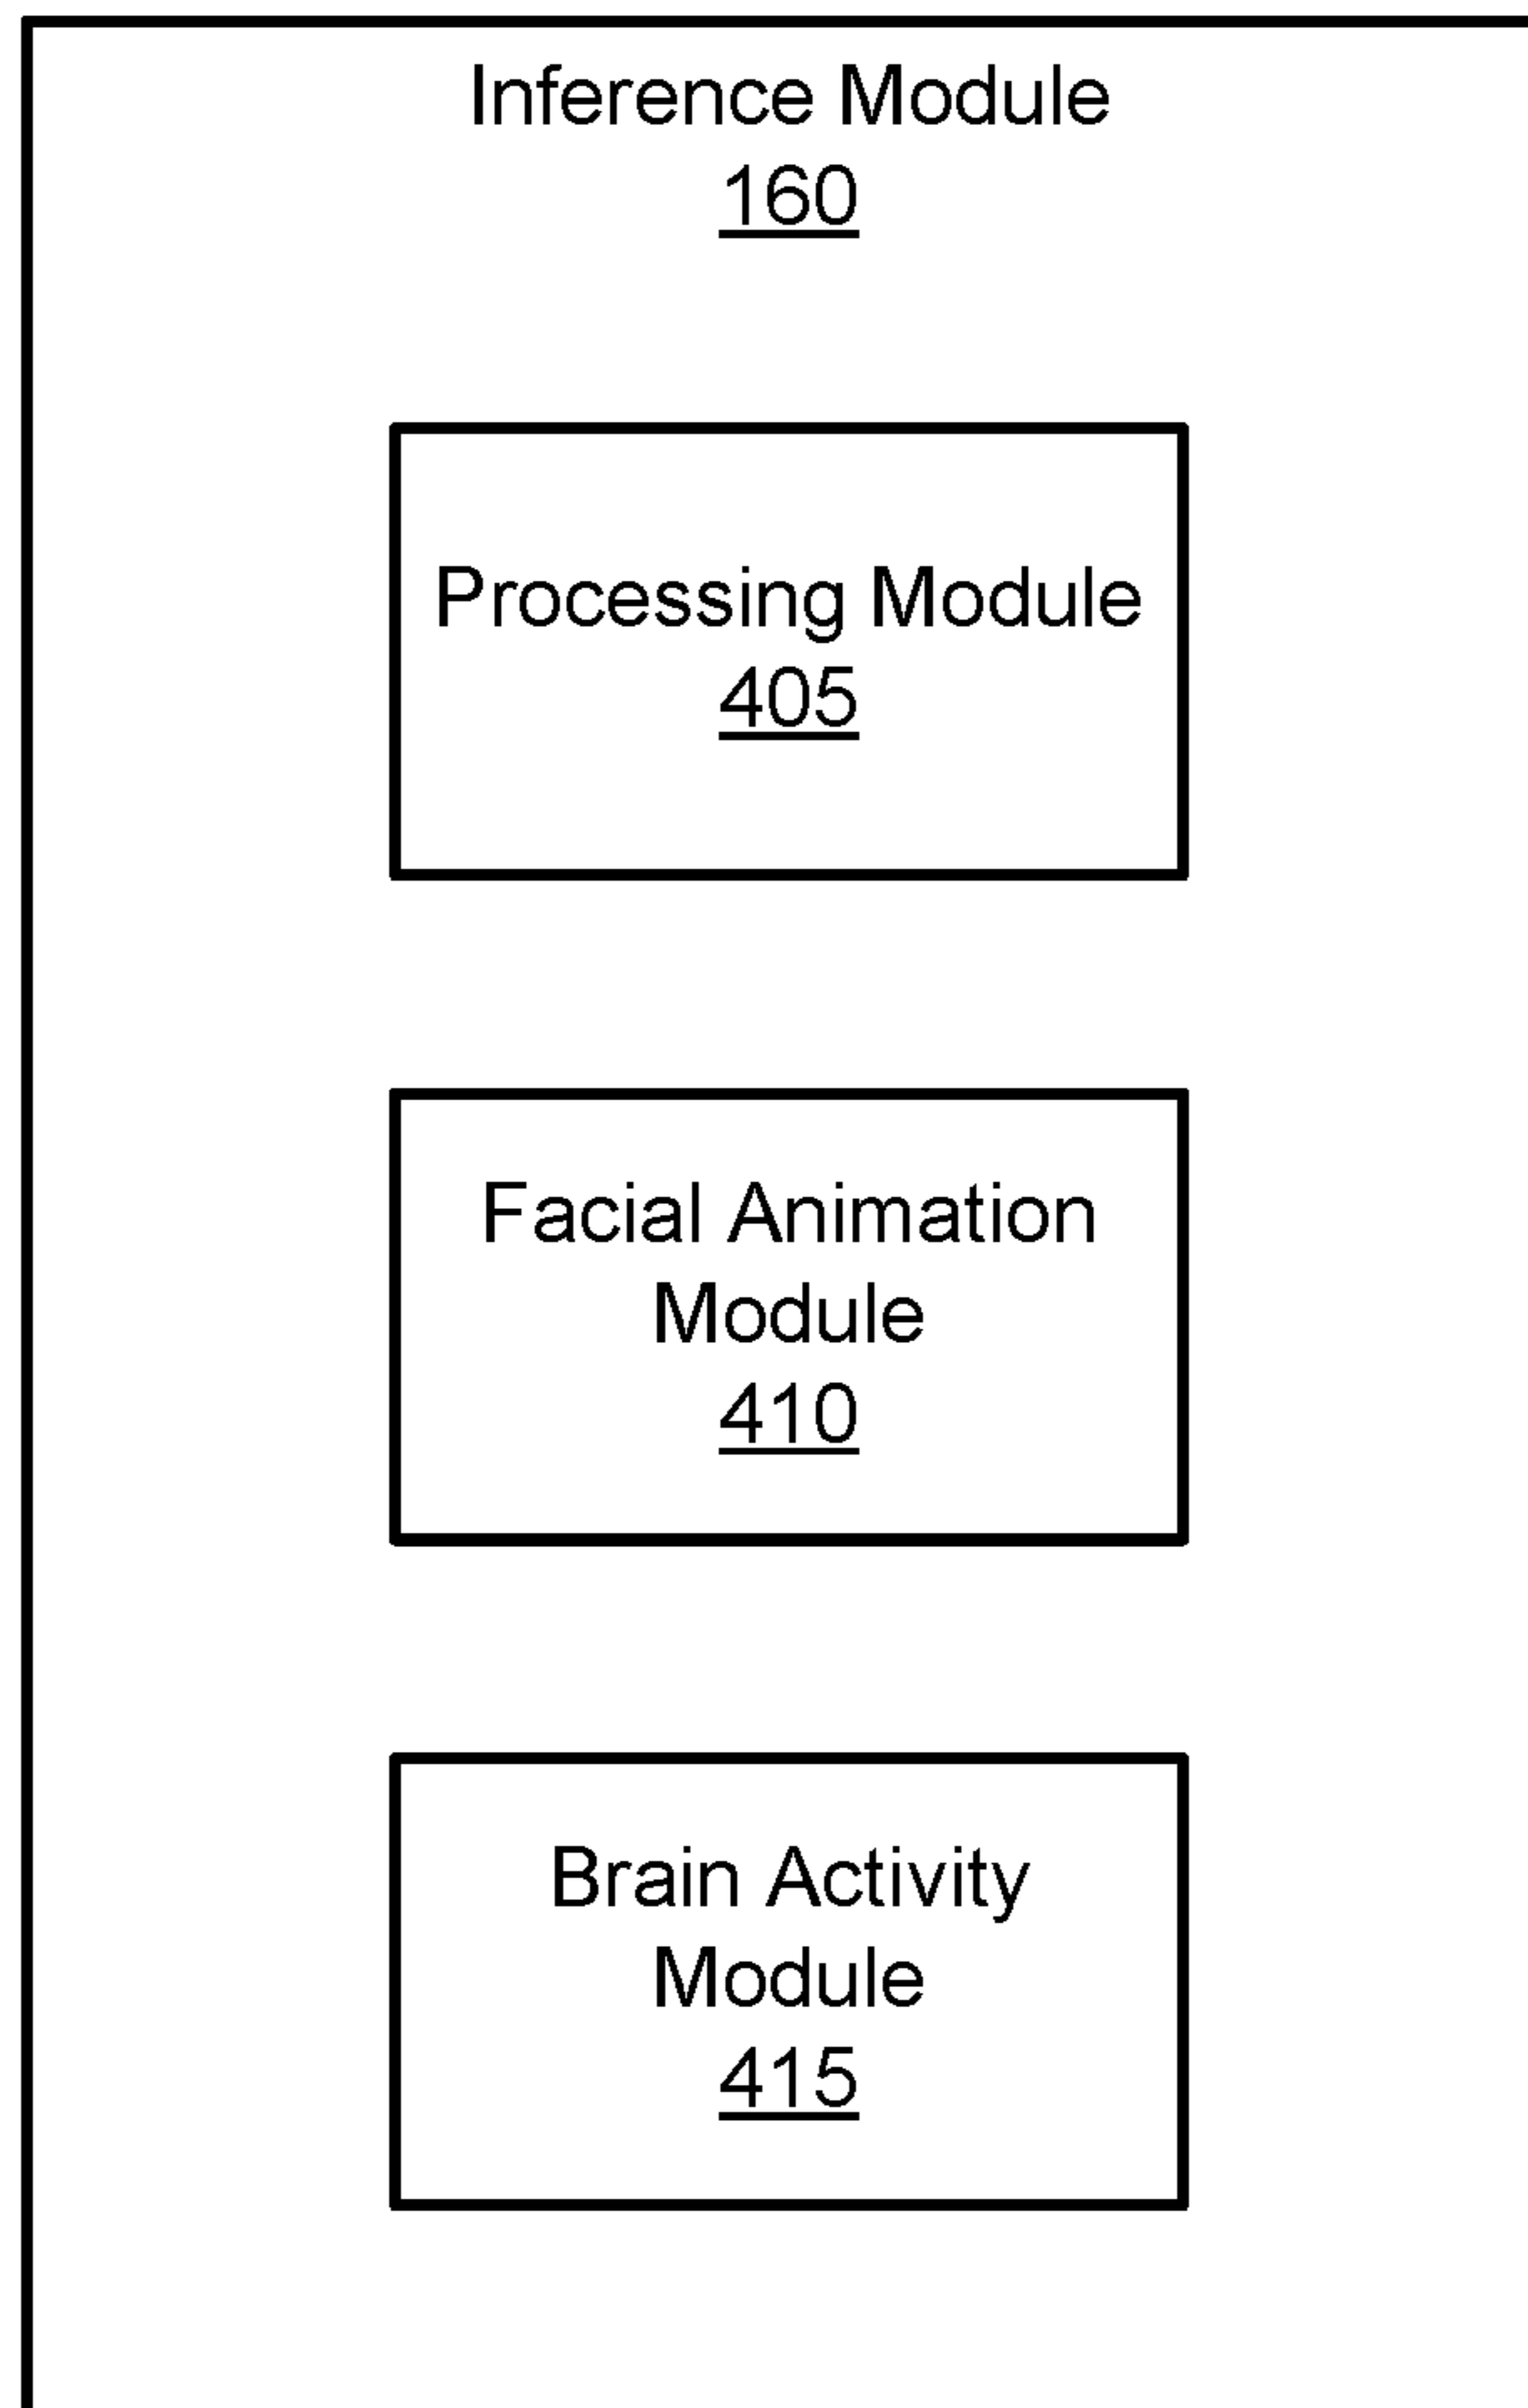 Inference Module
160
Processing Module
405
Facial Animation
Module
410
Brain Activity
Module
415